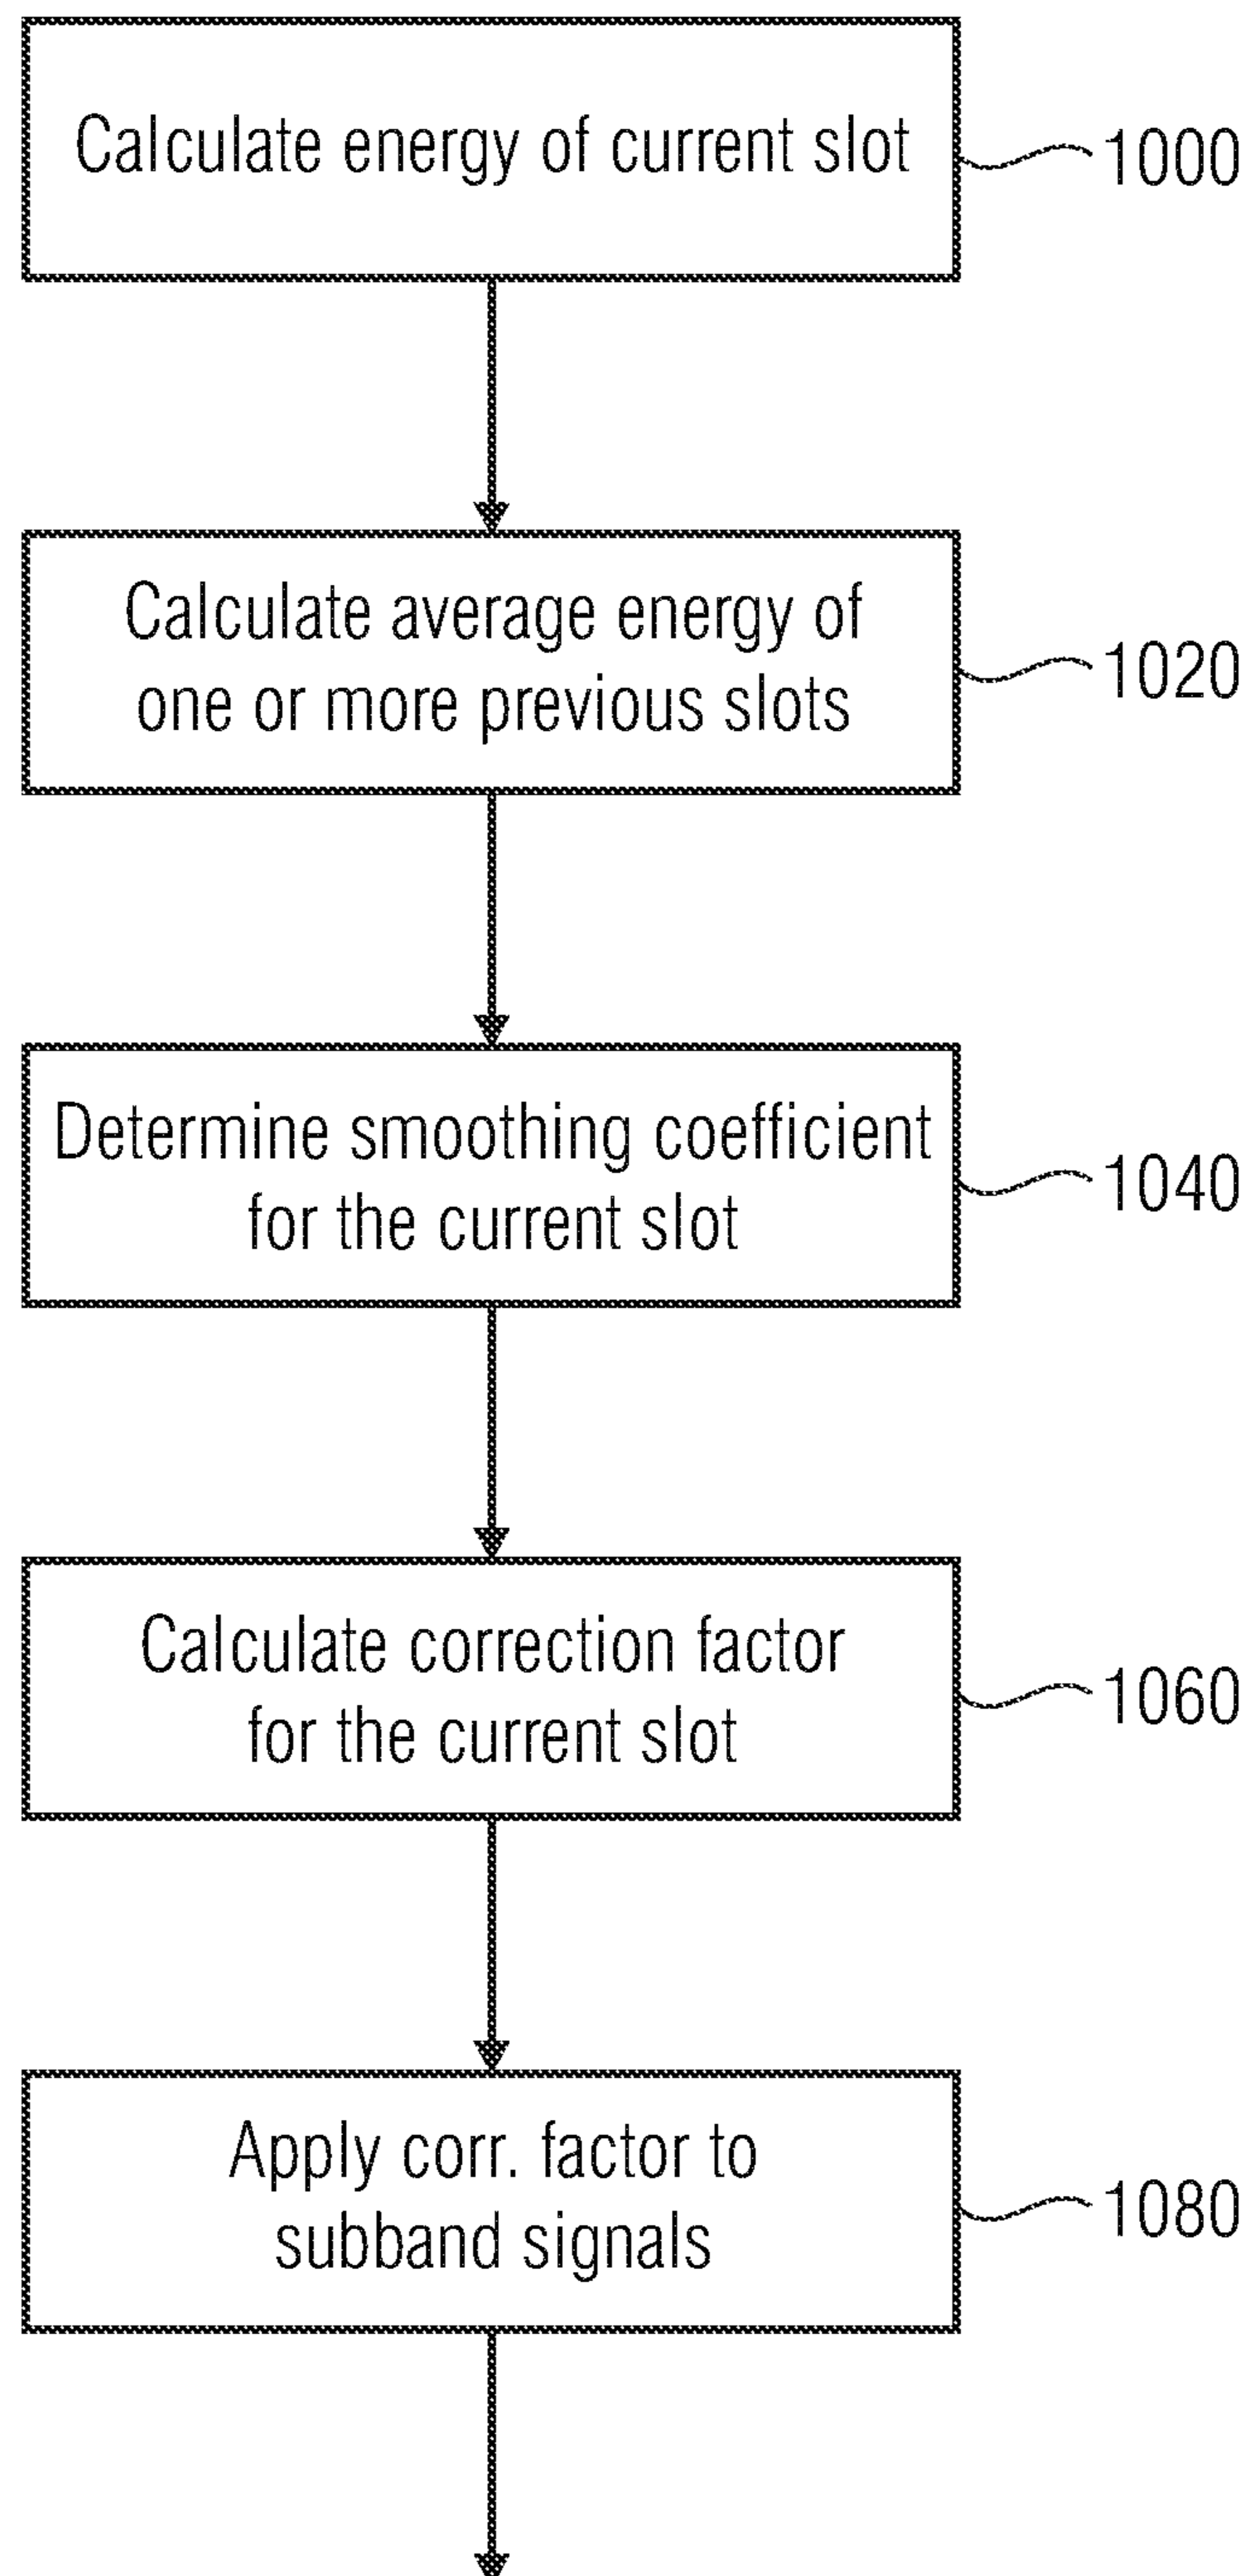 Calculate energy of current slot
1000
Calculate average energy of
one or more previous slots
1020
Determine smoothing coefficient
for the current slot
1040
Calculate correction factor
for the current slot
1060
Apply corr. factor to
subband signals
1080